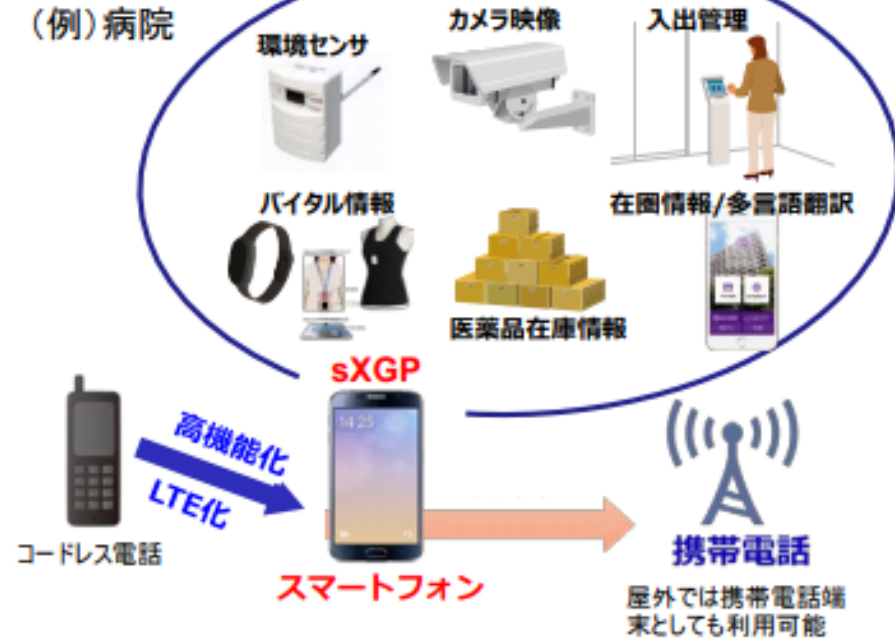 (例)病院
環境センサ
カメラ映像
入出管理
バイタル情報
医薬品在庫情報
在圏情報/多言語翻訳
sXGP
14:25
高機能化
LTE化
コードレス電話
スマートフォン
携帯電話
屋外では携帯電話端
末としても利用可能